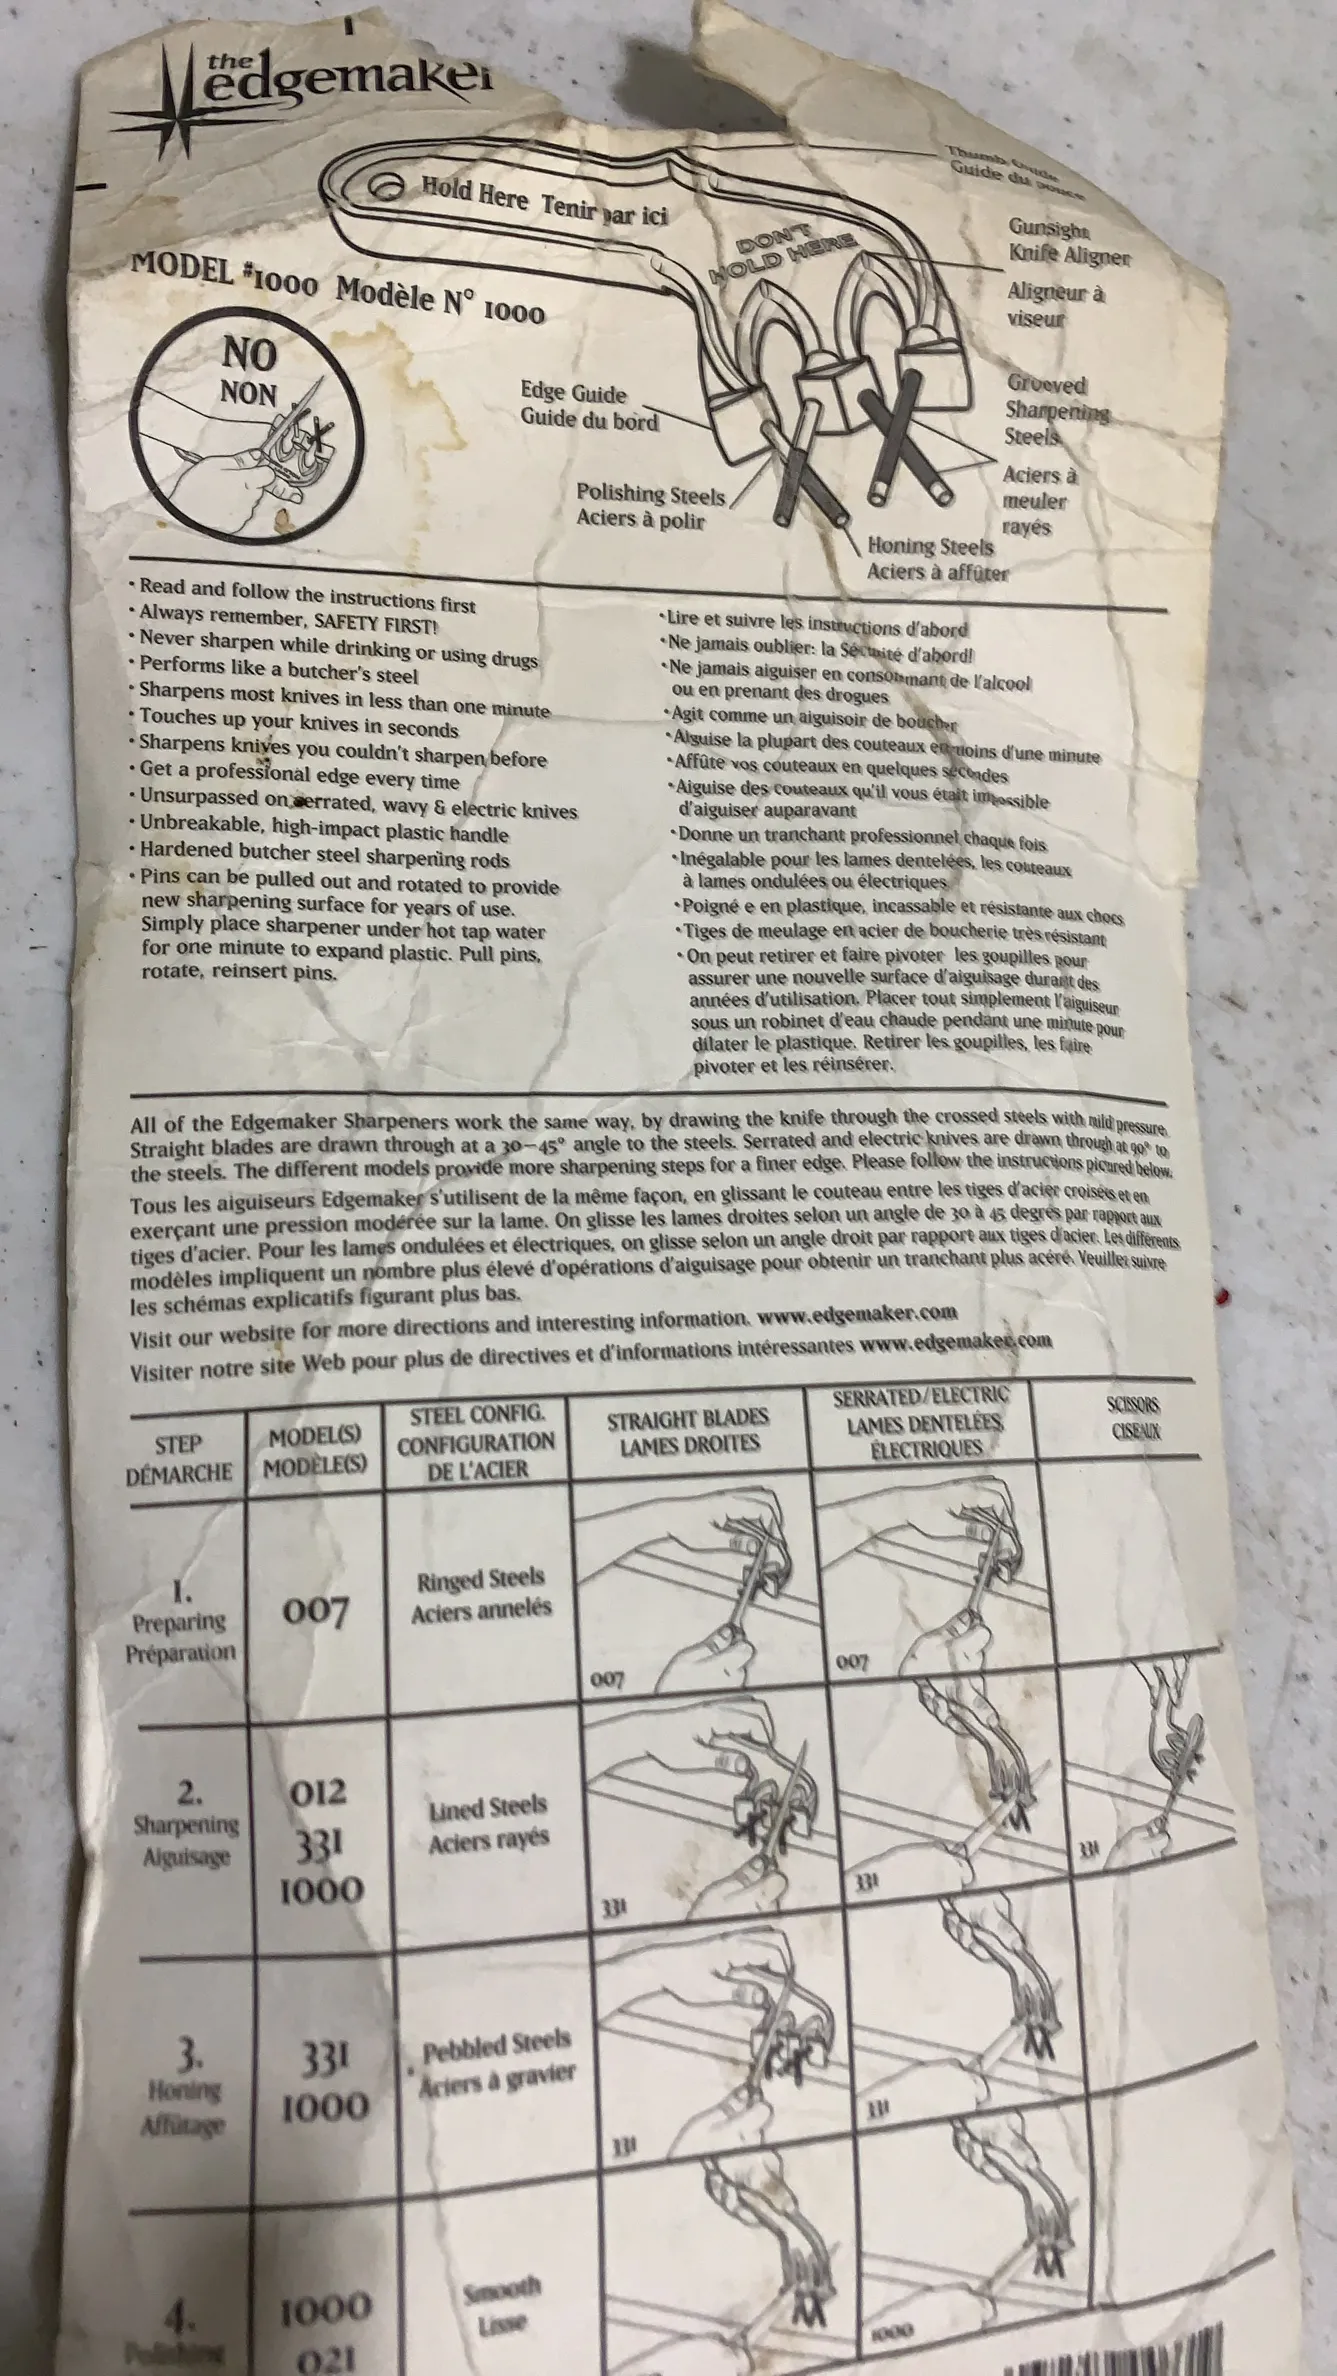 the
edgemaker
Thumb Guide
Guide du pouce
Hold Here Tenir par ici
DON'T
HOLD HERE
Gunsight
Knife Aligner
Aligneur à
viseur
MODEL #1000 Modèle N° 1000
NO
NON
Edge Guide
Guide du bord
Grooved
Sharpening
Steels
Aciers à
meuler
rayés
Polishing Steels
Aciers à polir
Honing Steels
Aciers à affûter
• Read and follow the instructions first
• Always remember, SAFETY FIRST!
• Never sharpen while drinking or using drugs
• Performs like a butcher's steel
• Sharpens most knives in less than one minute
• Touches up your knives in seconds
• Sharpens knives you couldn't sharpen before
• Get a professional edge every time
• Unsurpassed on serrated, wavy & electric knives
• Unbreakable, high-impact plastic handle
• Hardened butcher steel sharpening rods
• Pins can be pulled out and rotated to provide
new sharpening surface for years of use.
Simply place sharpener under hot tap water
for one minute to expand plastic. Pull pins,
rotate, reinsert pins.
• Lire et suivre les instructions d'abord
• Ne jamais oublier: la Sécurité d'abord!
• Ne jamais aiguiser en consommant de l'alcool
ou en prenant des drogues
• Agit comme un aiguisoir de boucher
• Aiguise la plupart des couteaux en moins d'une minute
• Affûte vos couteaux en quelques secondes
• Aiguise des couteaux qu'il vous était impossible
d'aiguiser auparavant
• Donne un tranchant professionnel chaque fois
• Inégalable pour les lames dentelées, les couteaux
à lames ondulées ou électriques
• Poigné e en plastique, incassable et résistante aux chocs
• Tiges de meulage en acier de boucherie très résistant
• On peut retirer et faire pivoter les goupilles pour
assurer une nouvelle surface d'aiguisage durant des
années d'utilisation. Placer tout simplement l'aiguiseur
sous un robinet d'eau chaude pendant une minute pour
dilater le plastique. Retirer les goupilles, les faire
pivoter et les réinsérer.
All of the Edgemaker Sharpeners work the same way, by drawing the knife through the crossed steels with mild pressure.
Straight blades are drawn through at a 30–45° angle to the steels. Serrated and electric knives are drawn through at 90° to
the steels. The different models provide more sharpening steps for a finer edge. Please follow the instructions picured below.
Tous les aiguiseurs Edgemaker s'utilisent de la même façon, en glissant le couteau entre les tiges d'acier croisées et en
exerçant une pression modérée sur la lame. On glisse les lames droites selon un angle de 30 à 45 degrés par rapport aux
tiges d'acier. Pour les lames ondulées et électriques, on glisse selon un angle droit par rapport aux tiges d'acier. Les différents
modèles impliquent un nombre plus élevé d'opérations d'aiguisage pour obtenir un tranchant plus acéré. Veuillez suivre
les schémas explicatifs figurant plus bas.
Visit our website for more directions and interesting information. www.edgemaker.com
Visiter notre site Web pour plus de directives et d'informations intéressantes www.edgemaker.com
STEP
DÉMARCHE
MODEL(S)
MODÈLE(S)
STEEL CONFIG.
CONFIGURATION
DE L'ACIER
STRAIGHT BLADES
LAMES DROITES
SERRATED/ELECTRIC
LAMES DENTELÉES,
ÉLECTRIQUES
SCISSORS
CISEAUX
1.
Preparing
Préparation
007
Ringed Steels
Aciers annelés
007
007
2.
Sharpening
Aiguisage
012
331
1000
Lined Steels
Aciers rayés
331
331
331
3.
Honing
Affûtage
331
1000
Pebbled Steels
Aciers à gravier
331
331
4.
Polishing
1000
021
Smooth
Lisse
1000